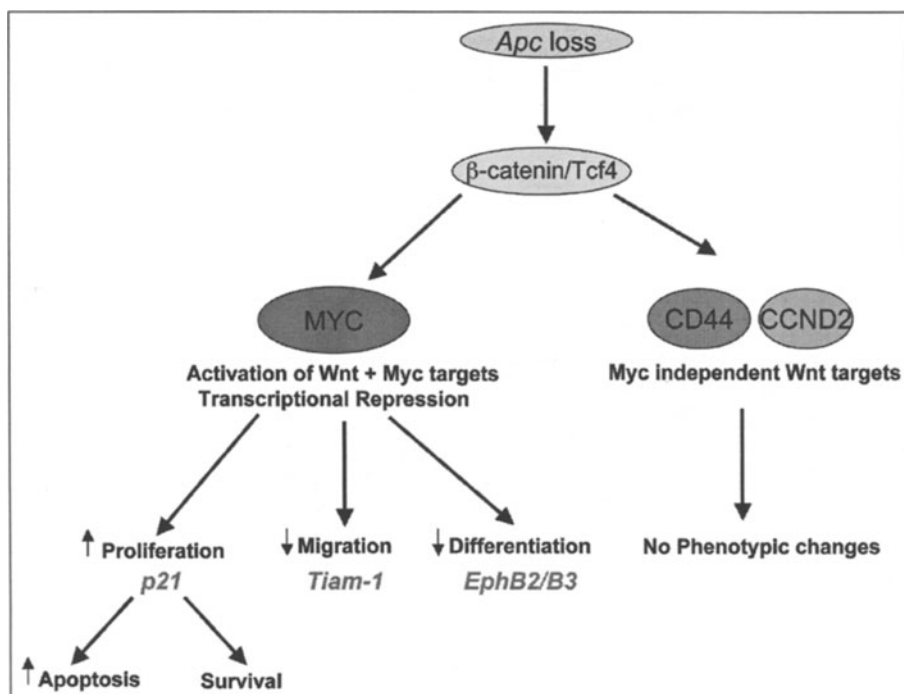 Apc loss
β-catenin/Tcf4
MYC
CD44
CCND2
Activation of Wnt + Myc targets
Transcriptional Repression
Myc independent Wnt targets
↑ Proliferation
p21
↓ Migration
Tiam-1
↓ Differentiation
EphB2/B3
No Phenotypic changes
↑ Apoptosis
Survival